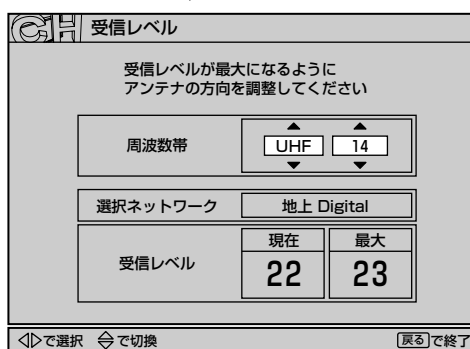 CH 受信レベル
受信レベルが最大になるように
アンテナの方向を調整してください
周波数帯 UHF 14
選択ネットワーク 地上 Digital
現在 最大
受信レベル 22 23
で選択 で切換 戻るで終了